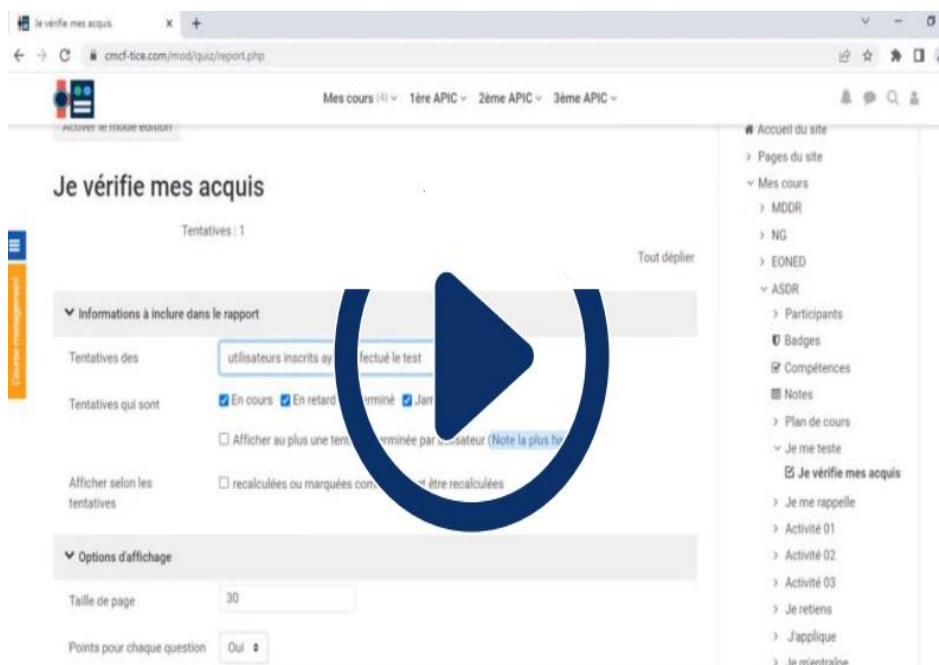 Je vérifie mes acquis
cmcf-tice.com/mod/quiz/report.php
Mes cours (4) 1ère APIC 2ème APIC 3ème APIC
Activer le mode édition
Je vérifie mes acquis
Tentatives : 1
Tout déplier
Course management
Informations à inclure dans le rapport
Tentatives des utilisateurs inscrits ay fectué le test
Tentatives qui sont En cours En retard erminé Jam
Afficher au plus une ten erminée par utilisateur (Note la plus
Afficher selon les tentatives
recalculées ou marquées com t être recalculées
Options d'affichage
Taille de page 30
Points pour chaque question Oui
Accueil du site
Pages du site
Mes cours
MDDR
NG
EONED
ASDR
Participants
Badges
Compétences
Notes
Plan de cours
Je me teste
Je vérifie mes acquis
Je me rappelle
Activité 01
Activité 02
Activité 03
Je retiens
J'applique
Je m'entraîne